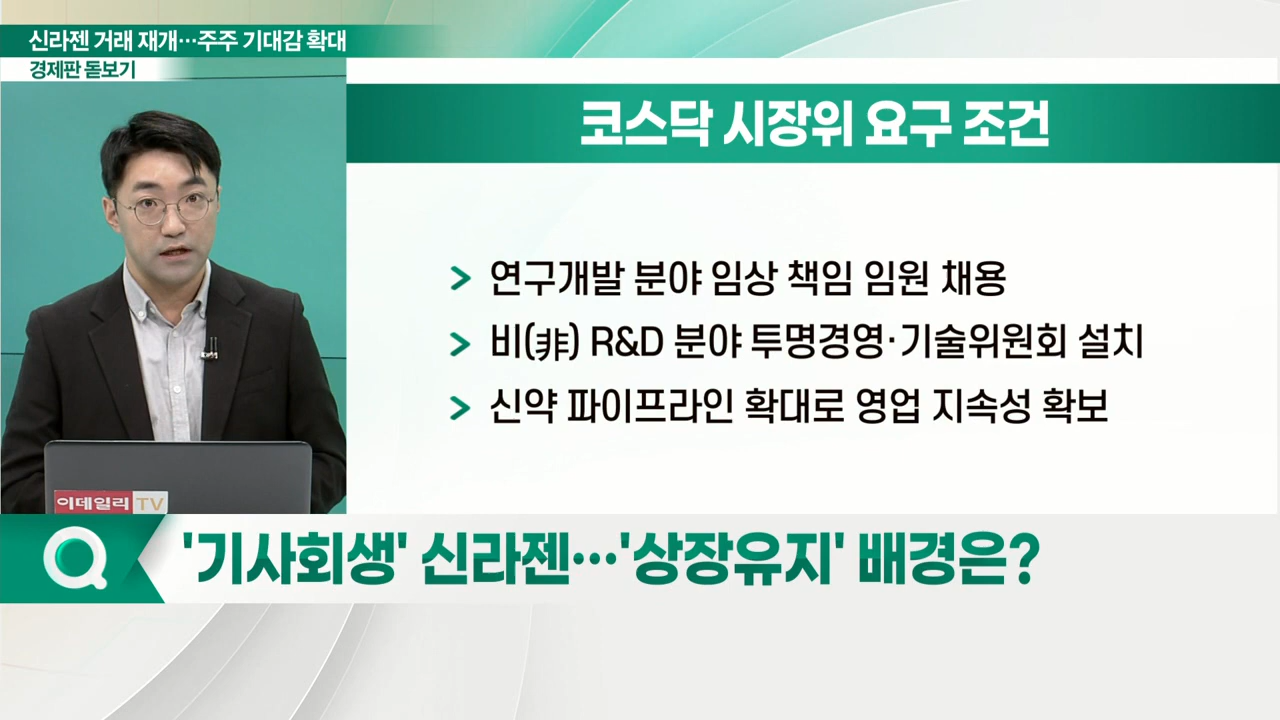 신라젠 거래 재개…주주 기대감 확대
경제판 돋보기
코스닥 시장위 요구 조건
> 연구개발 분야 임상 책임 임원 채용
> 비(非) R&D 분야 투명경영·기술위원회 설치
> 신약 파이프라인 확대로 영업 지속성 확보
이데일리 TV
'기사회생' 신라젠…'상장유지' 배경은?